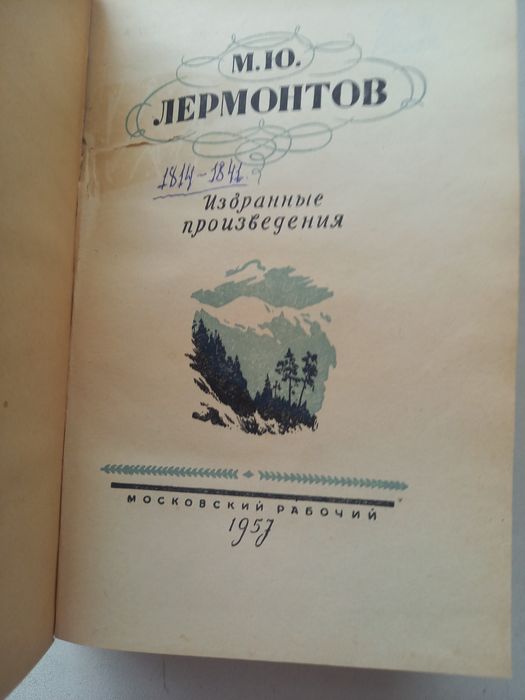 М.Ю.
ЛЕРМОНТОВ
1814-1841
Избранные
произведения
МОСКОВСКИЙ РАБОЧИЙ
1957